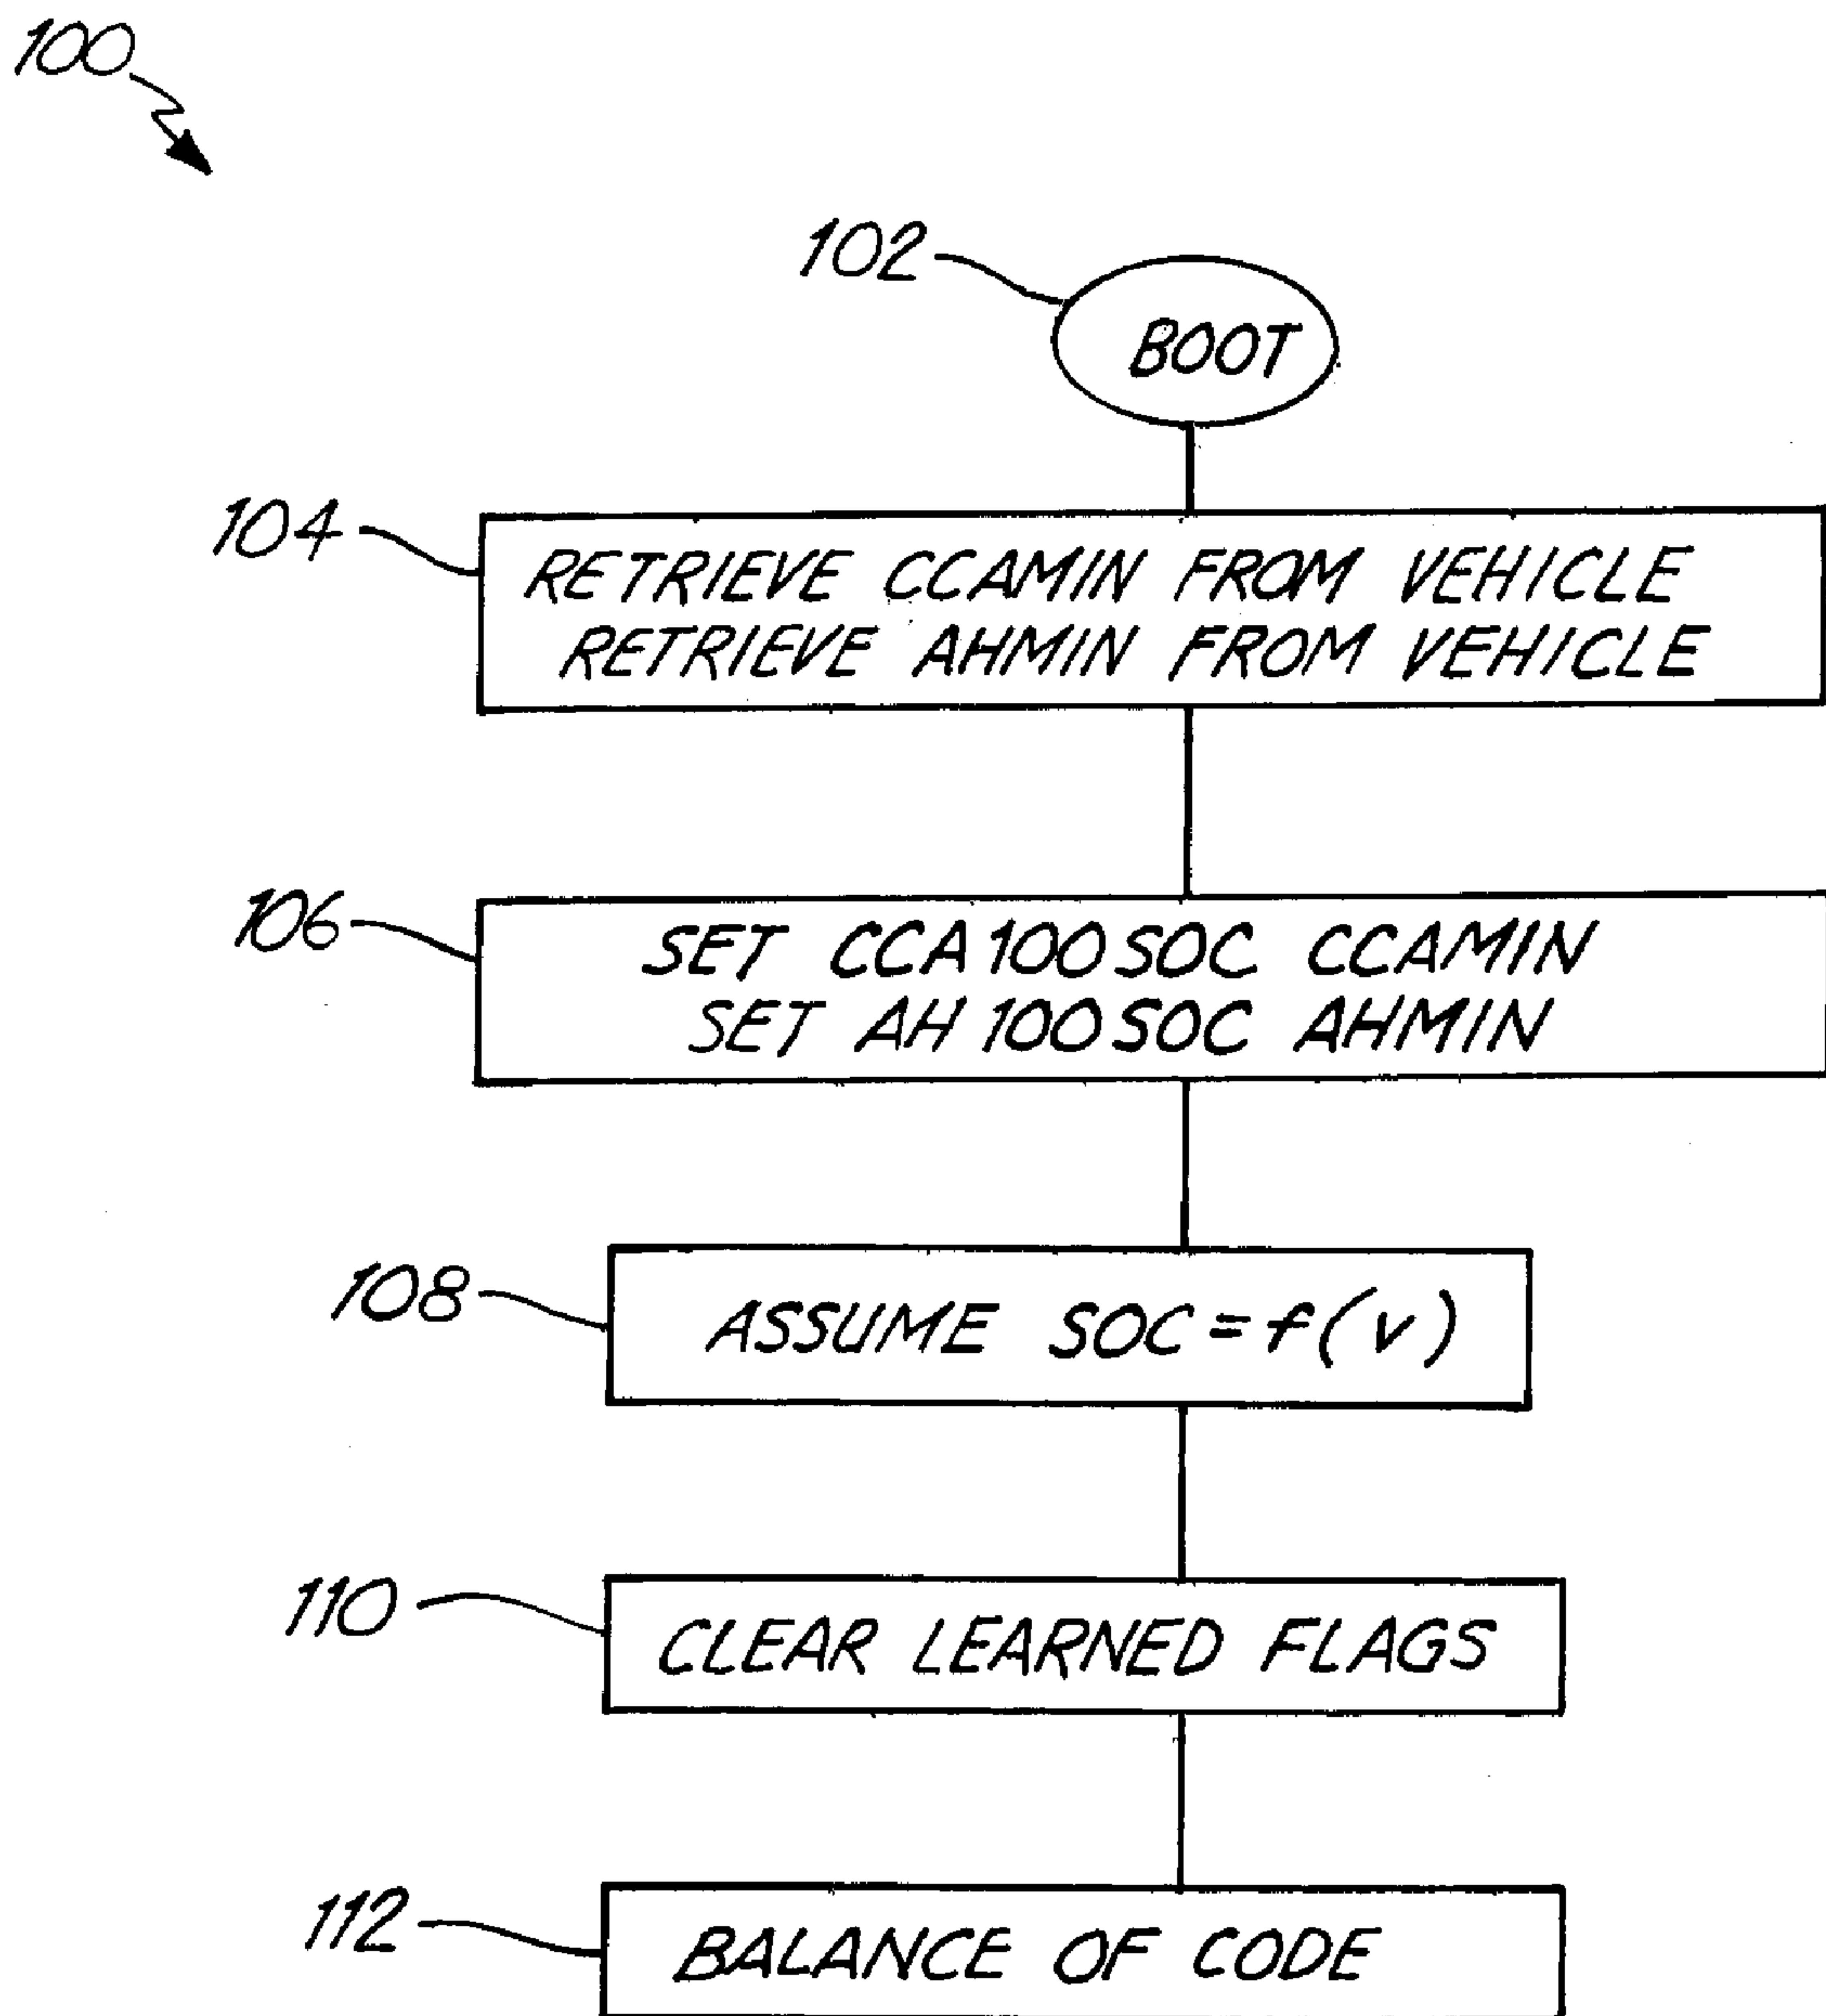 100
102
BOOT
104
RETRIEVE CCAMIN FROM VEHICLE
RETRIEVE AHMIN FROM VEHICLE
106
SET CCA100SOC CCAMIN
SET AH100SOC AHMIN
108
ASSUME SOC=f(v)
110
CLEAR LEARNED FLAGS
112
BALANCE OF CODE